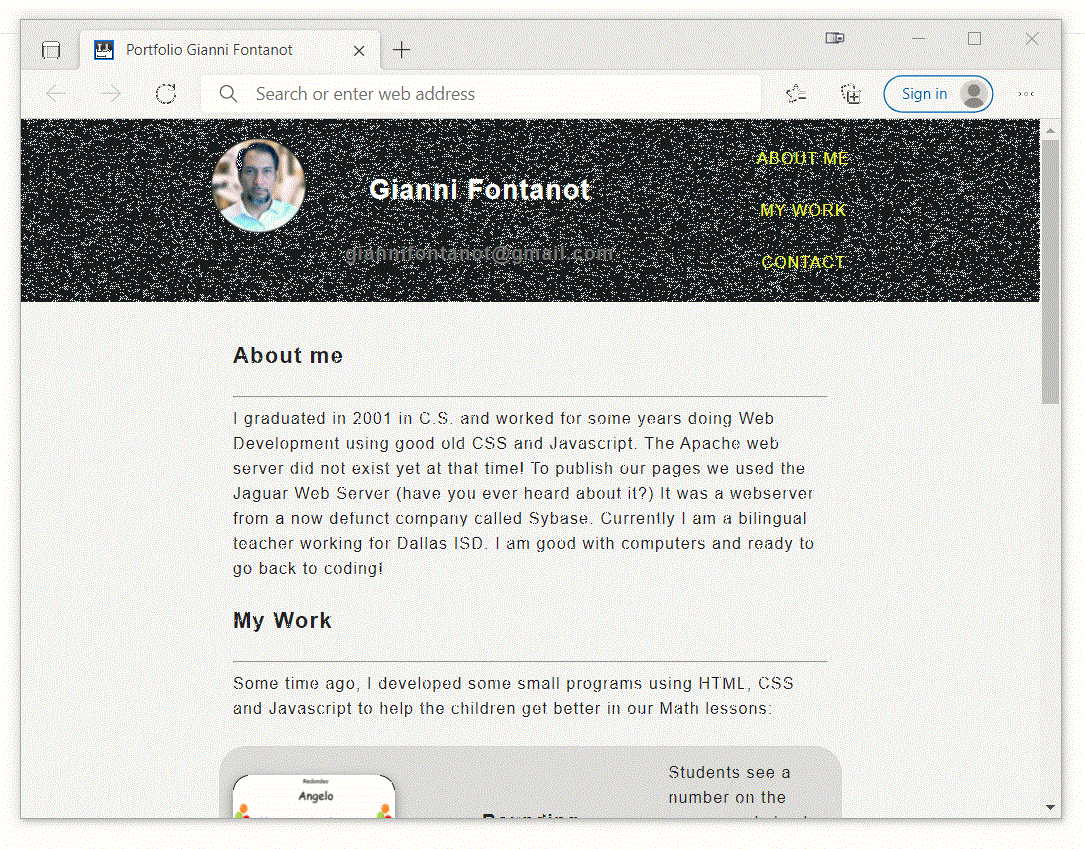 Portfolio Gianni Fontanot
Search or enter web address
Sign in
Gianni Fontanot
giannifontanot@gmail.com
ABOUT ME
MY WORK
CONTACT
About me
I graduated in 2001 in C.S. and worked for some years doing Web
Development using good old CSS and Javascript. The Apache web
server did not exist yet at that time! To publish our pages we used the
Jaguar Web Server (have you ever heard about it?) It was a webserver
from a now defunct company called Sybase. Currently I am a bilingual
teacher working for Dallas ISD. I am good with computers and ready to
go back to coding!
My Work
Some time ago, I developed some small programs using HTML, CSS
and Javascript to help the children get better in our Math lessons:
Redondeo
Angelo
Rounding
Students see a
number on the